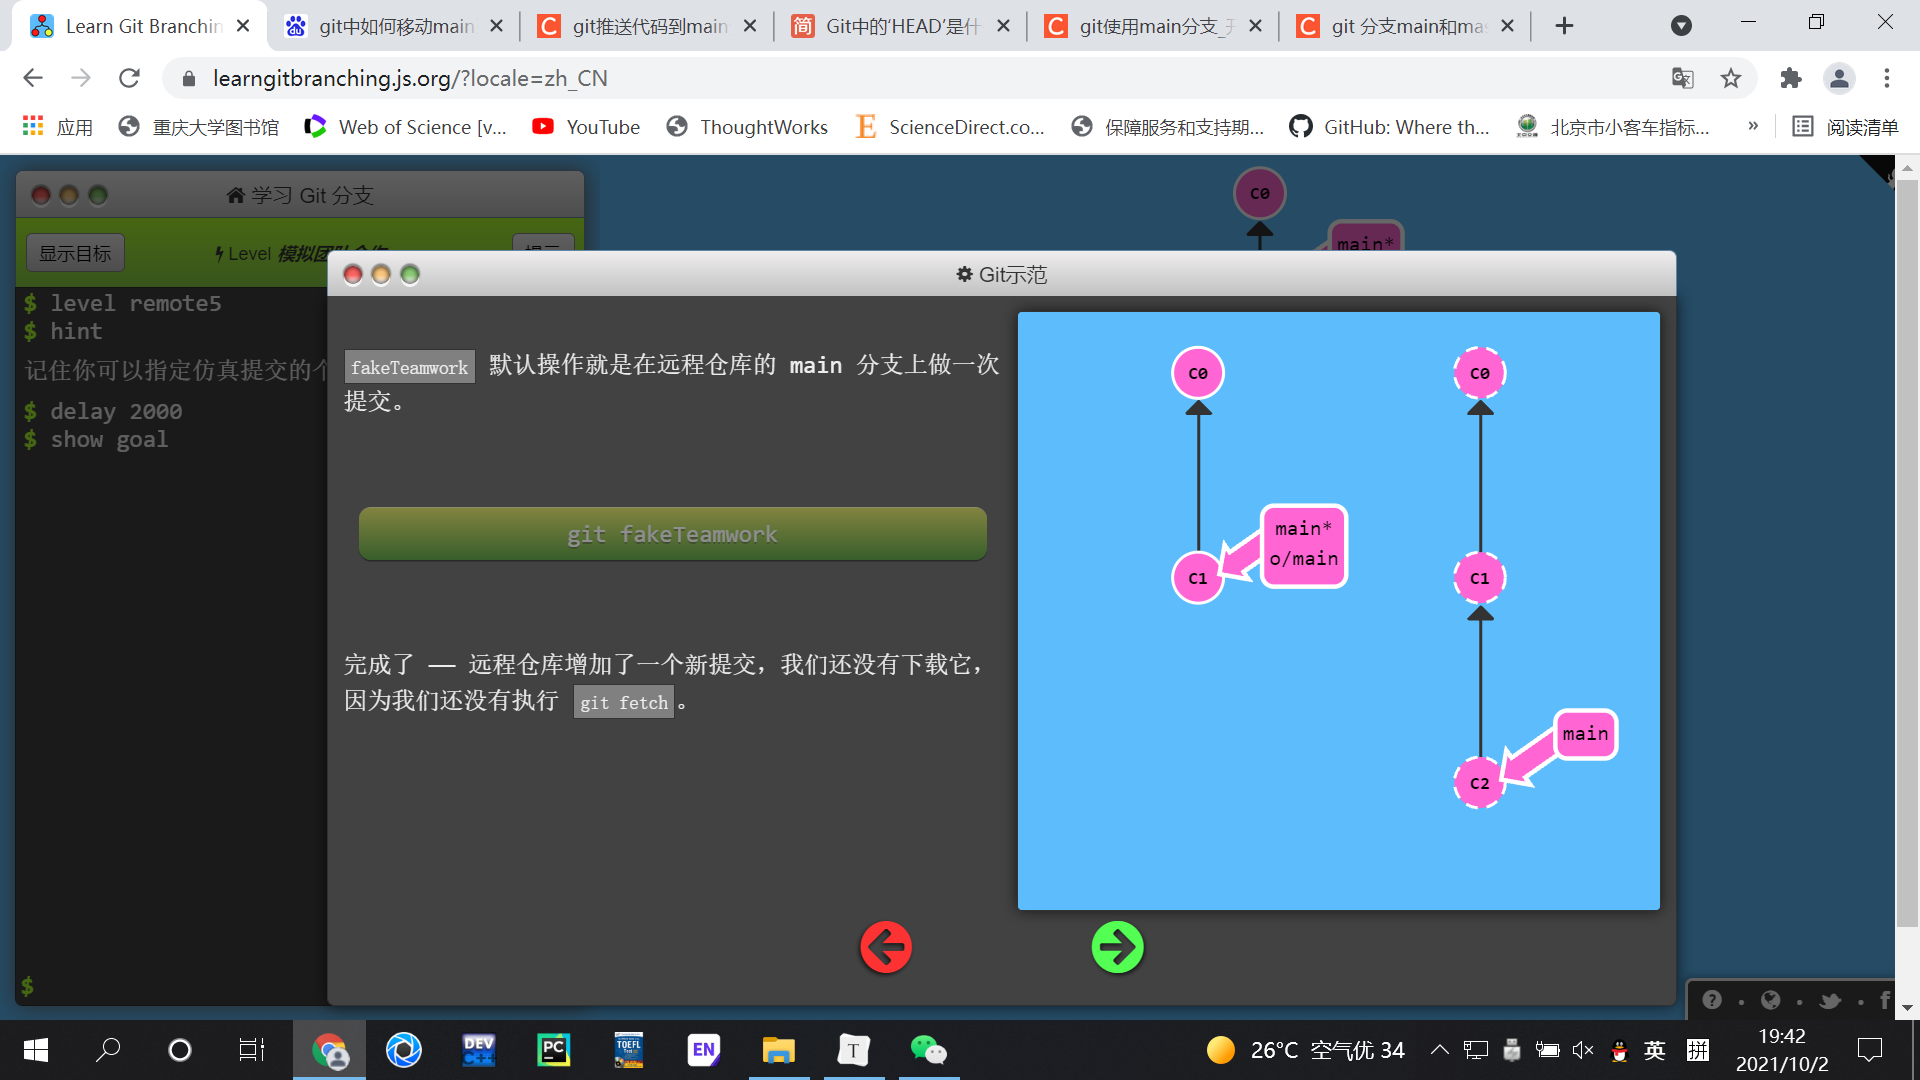 Learn Git Branchin
git中如何移动main
git推送代码到main
Git中的‘HEAD’是什
git使用main分支_
git 分支main和mas
learngitbranching.js.org/?locale=zh_CN
应用
重庆大学图书馆
Web of Science [v...
YouTube
ThoughtWorks
ScienceDirect.co...
保障服务和支持期...
GitHub: Where th...
北京市小客车指标...
»
阅读清单
学习 Git 分支
C0
main*
显示目标
Level 模拟团队合作
提示
$ level remote5
$ hint
记住你可以指定仿真提交的个
$ delay 2000
$ show goal
$
Git示范
fakeTeamwork 默认操作就是在远程仓库的 main 分支上做一次
提交。
git fakeTeamwork
完成了 —— 远程仓库增加了一个新提交，我们还没有下载它，
因为我们还没有执行 git fetch。
C0
C0
main*
o/main
C1
C1
main
C2
DEV
C++
PC
TOEFL
EN
T
26°C 空气优 34
英
拼
19:42
2021/10/2